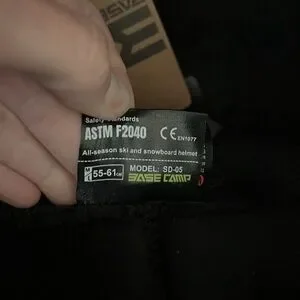 Safety Standards
ASTM F2040 CE EN1077
All-season ski and snowboard helmet
55-61cm MODEL: SD-05
BASE CAMP